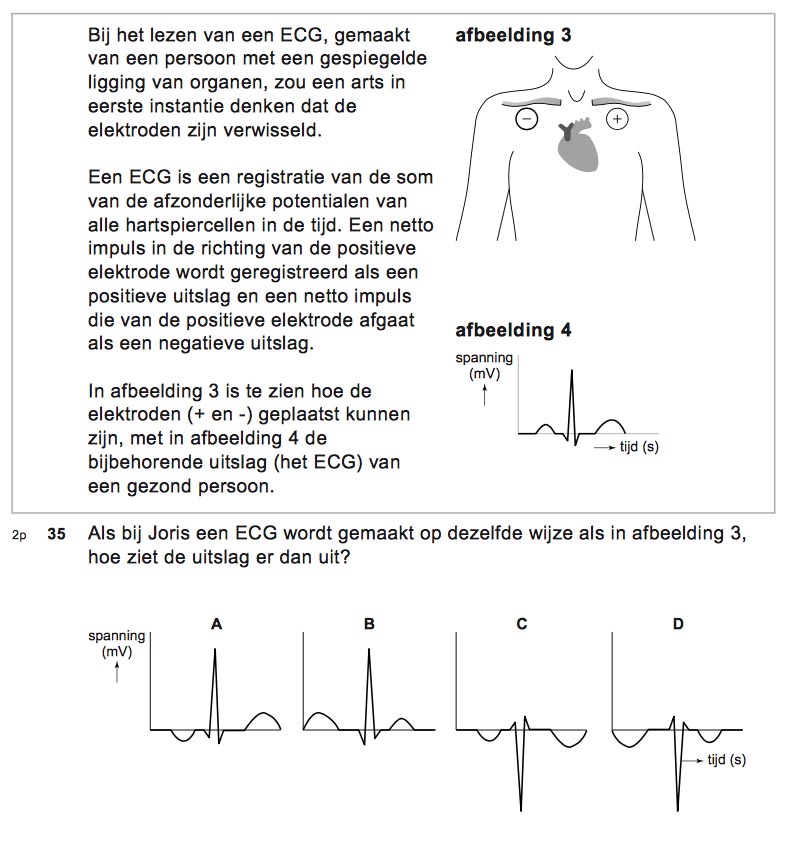 Bij het lezen van een ECG, gemaakt
van een persoon met een gespiegelde
ligging van organen, zou een arts in
eerste instantie denken dat de
elektroden zijn verwisseld.
Een ECG is een registratie van de som
van de afzonderlijke potentialen van
alle hartspiercellen in de tijd. Een netto
impuls in de richting van de positieve
elektrode wordt geregistreerd als een
positieve uitslag en een netto impuls
die van de positieve elektrode afgaat
als een negatieve uitslag.
In afbeelding 3 is te zien hoe de
elektroden (+ en -) geplaatst kunnen
zijn, met in afbeelding 4 de
bijbehorende uitslag (het ECG) van
een gezond persoon.
afbeelding 3
− +
afbeelding 4
spanning
(mV)
tijd (s)
2p 35 Als bij Joris een ECG wordt gemaakt op dezelfde wijze als in afbeelding 3,
hoe ziet de uitslag er dan uit?
A B C D
spanning
(mV)
tijd (s)